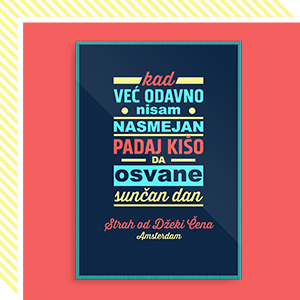 kad
VEĆ ODAVNO
nisam
NASMEJAN
PADAJ KIŠO
DA
osvane
sunčan dan
Strah od Džeki Čena
Amsterdam